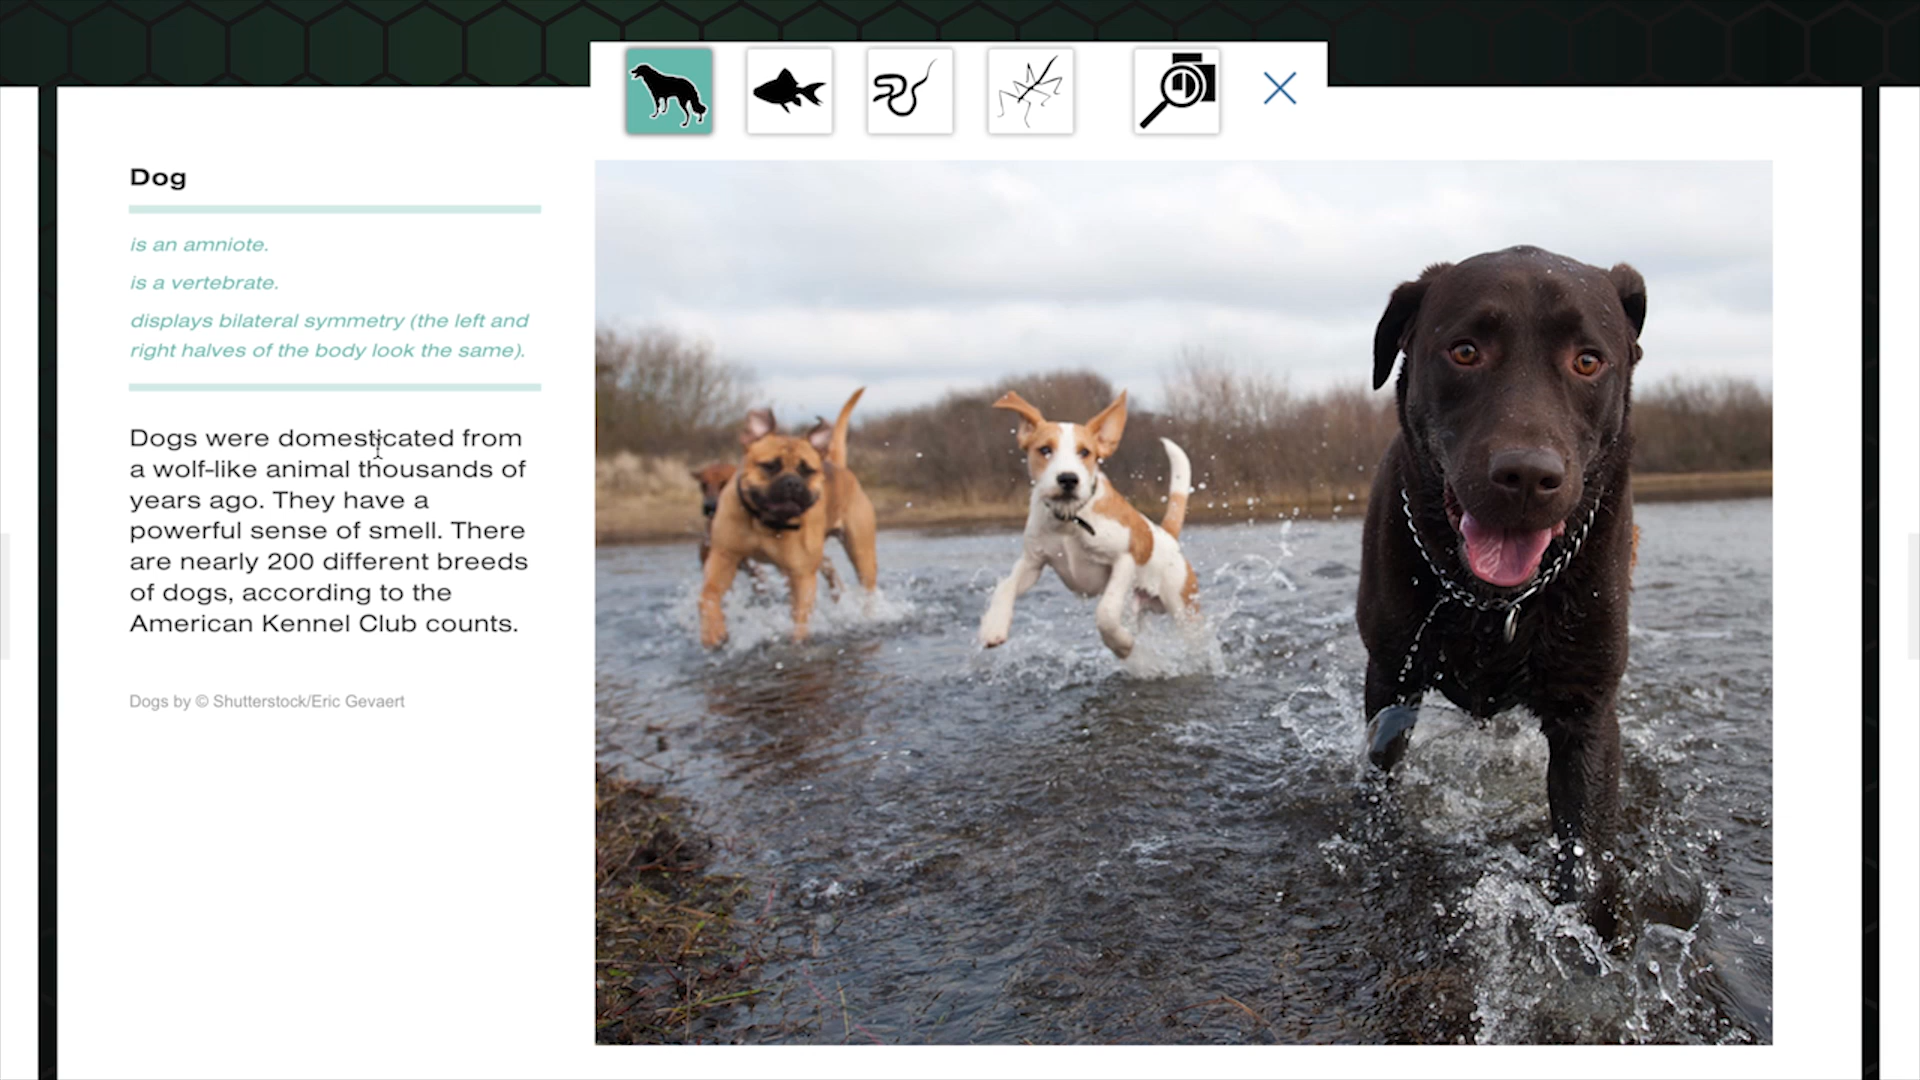 Dog
is an amniote.
is a vertebrate.
displays bilateral symmetry (the left and
right halves of the body look the same).
Dogs were domesticated from
a wolf-like animal thousands of
years ago. They have a
powerful sense of smell. There
are nearly 200 different breeds
of dogs, according to the
American Kennel Club counts.
Dogs by © Shutterstock/Eric Gevaert